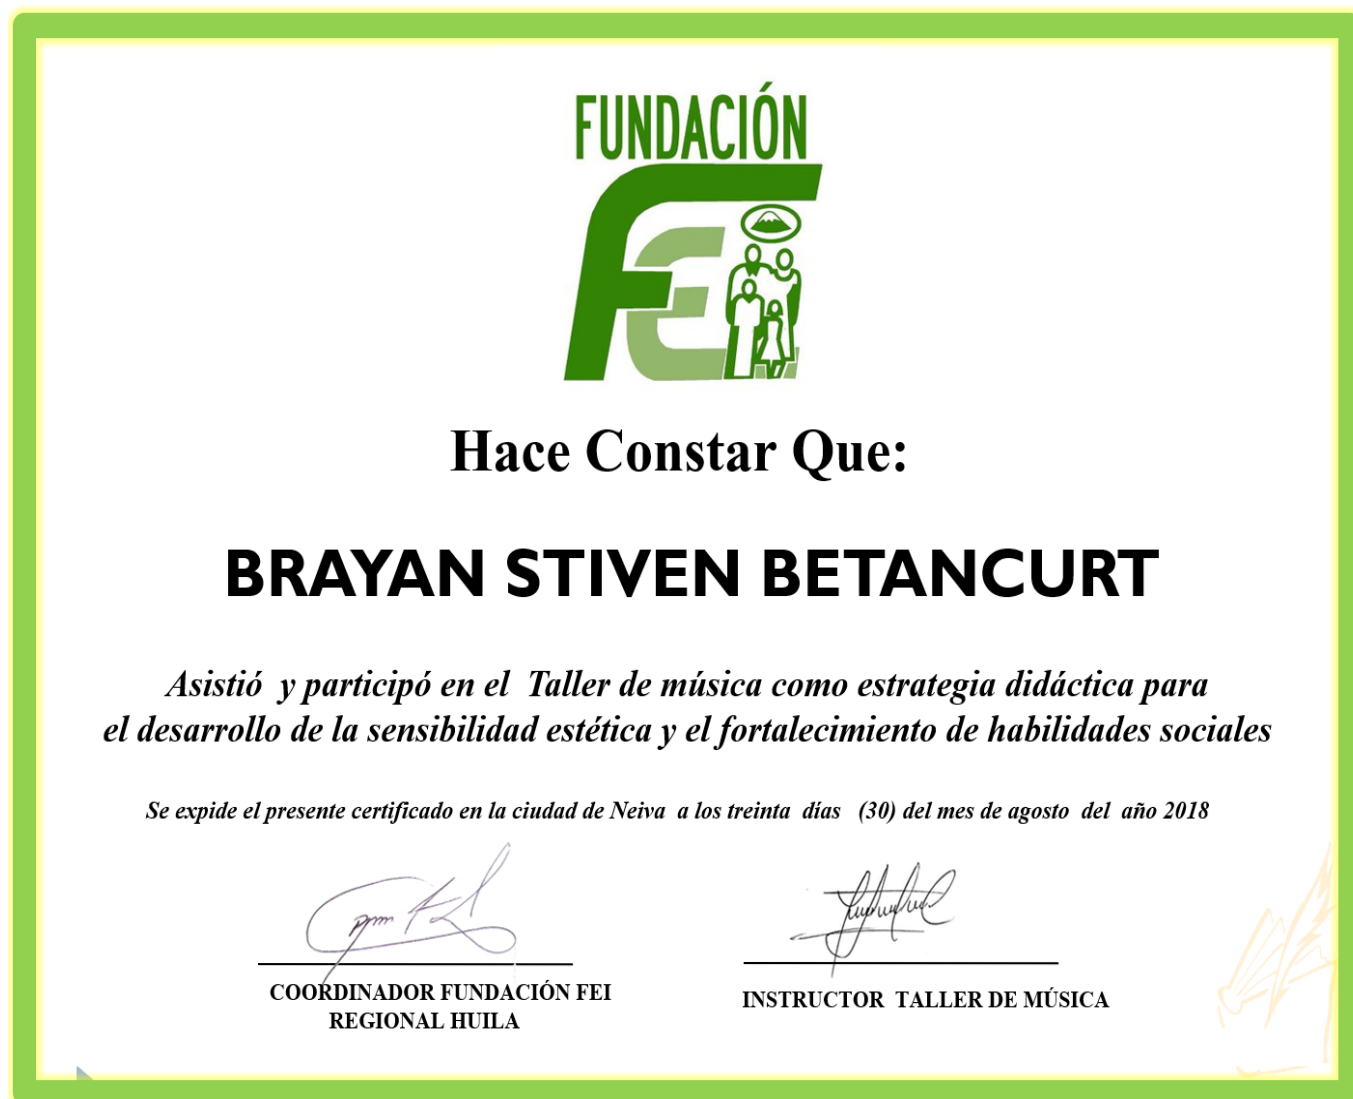 FUNDACIÓN
FEi
Hace Constar Que:
BRAYAN STIVEN BETANCURT
Asistió y participó en el Taller de música como estrategia didáctica para
el desarrollo de la sensibilidad estética y el fortalecimiento de habilidades sociales
Se expide el presente certificado en la ciudad de Neiva a los treinta días (30) del mes de agosto del año 2018
COORDINADOR FUNDACIÓN FEI
REGIONAL HUILA
INSTRUCTOR TALLER DE MÚSICA